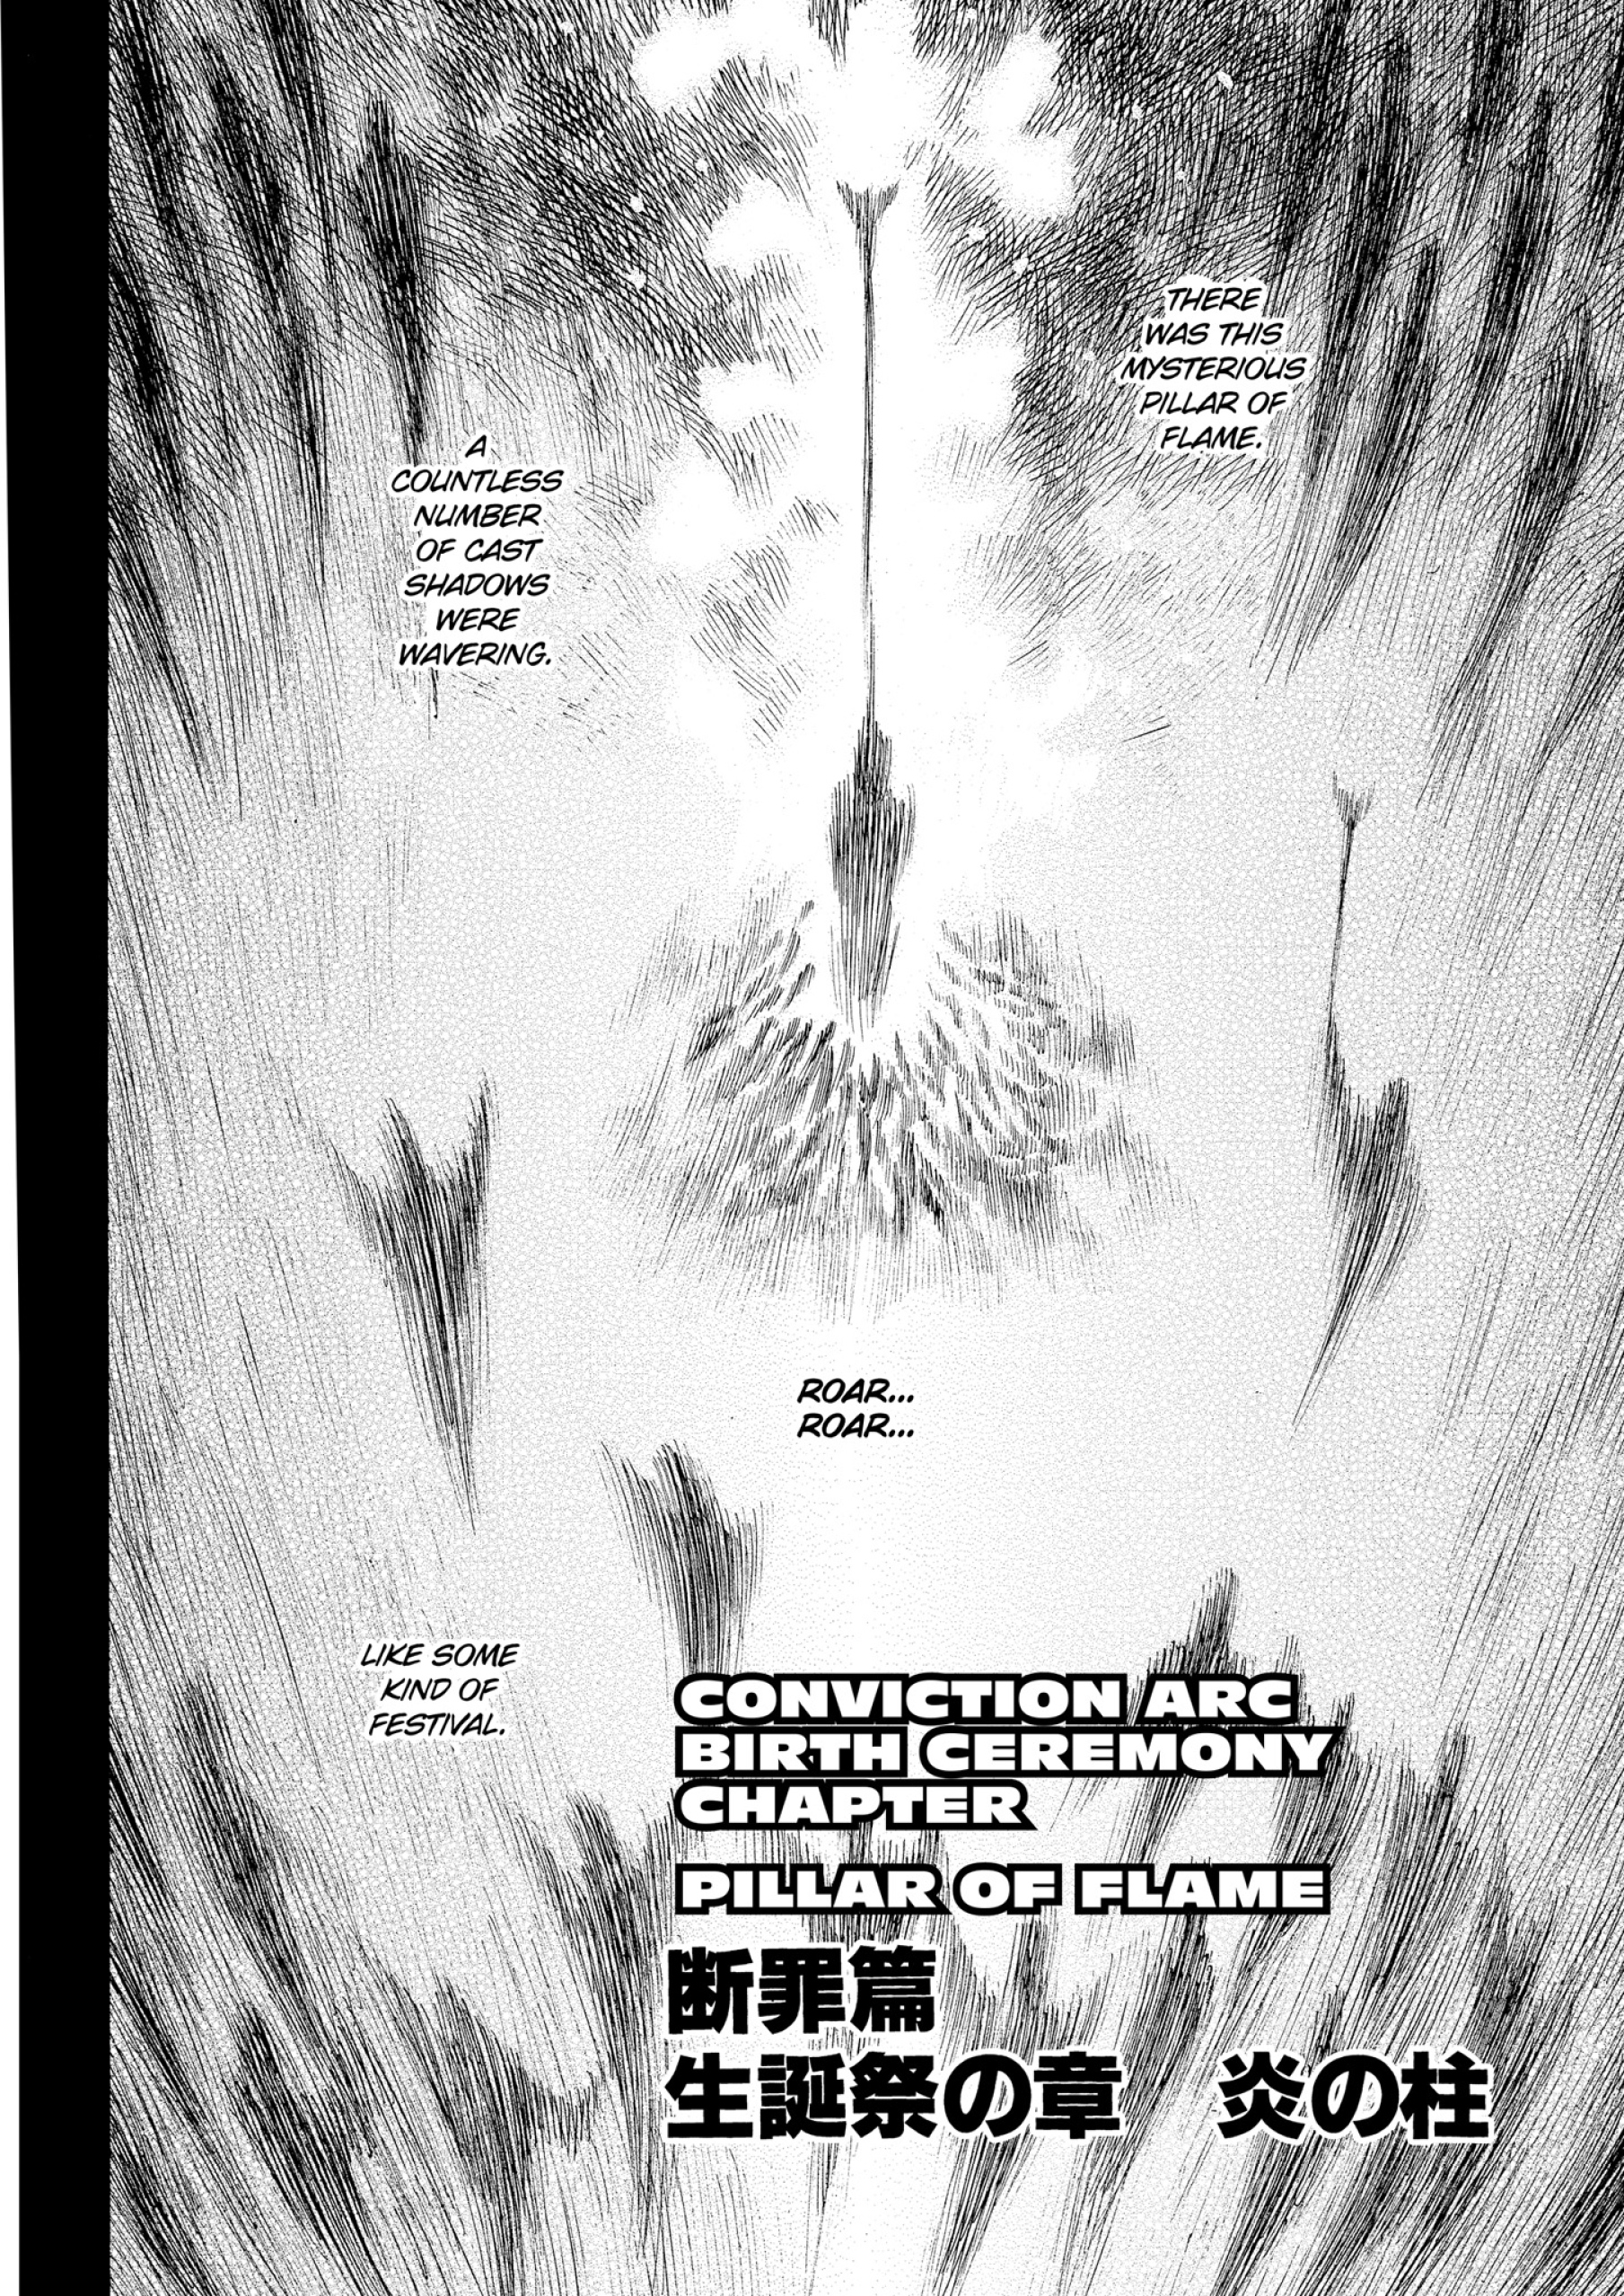 THERE
WAS THIS
MYSTERIOUS
PILLAR OF
FLAME.
A
COUNTLESS
NUMBER
OF CAST
SHADOWS
WERE
WAVERING.
ROAR...
ROAR...
LIKE SOME
KIND OF
FESTIVAL.
CONVICTION ARC
BIRTH CEREMONY
CHAPTER
PILLAR OF FLAME
断罪篇
生誕祭の章　炎の柱